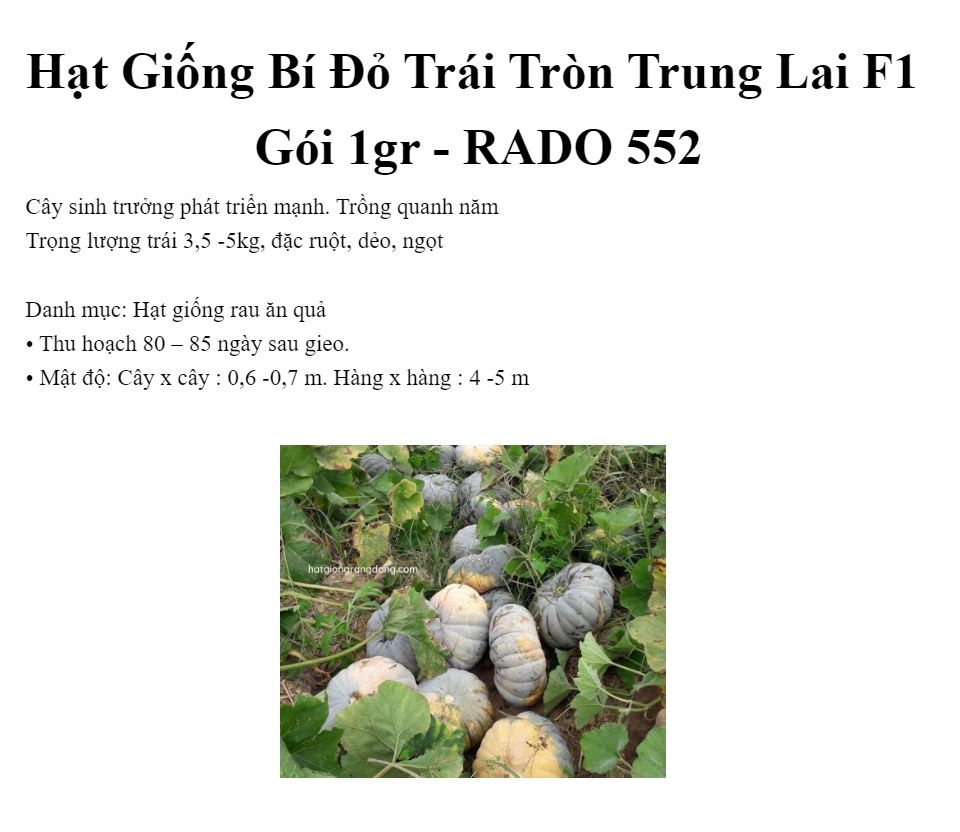 Hạt Giống Bí Đỏ Trái Tròn Trung Lai F1
Gói 1gr - RADO 552
Cây sinh trưởng phát triển mạnh. Trồng quanh năm
Trọng lượng trái 3,5 -5kg, đặc ruột, dẻo, ngọt
Danh mục: Hạt giống rau ăn quả
• Thu hoạch 80 – 85 ngày sau gieo.
• Mật độ: Cây x cây : 0,6 -0,7 m. Hàng x hàng : 4 -5 m
hatgiongrangdong.com